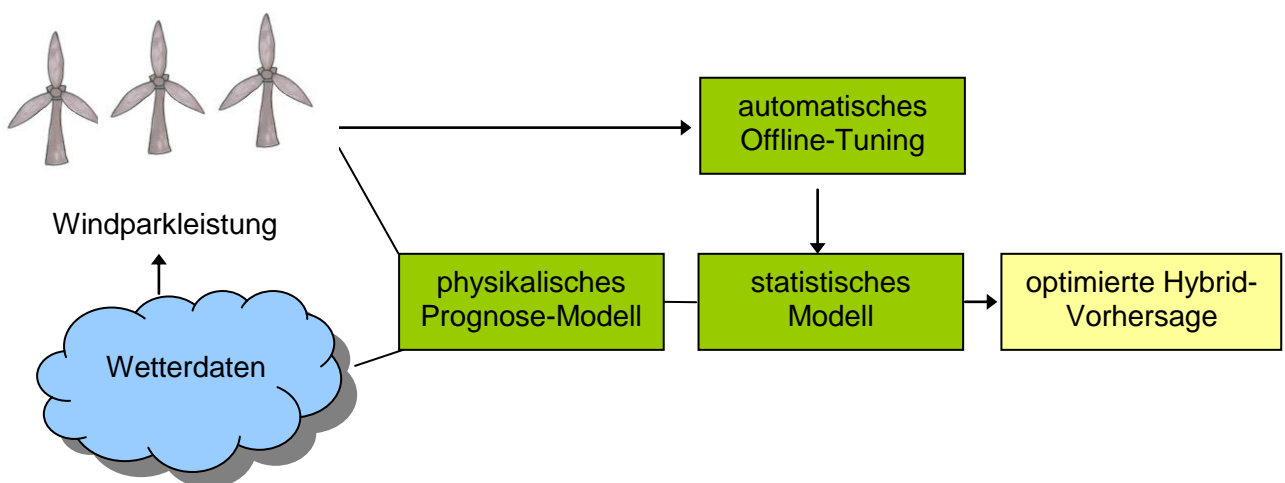 automatisches
Offline-Tuning
Windparkleistung
physikalisches
Prognose-Modell
statistisches
Modell
optimierte Hybrid-
Vorhersage
Wetterdaten